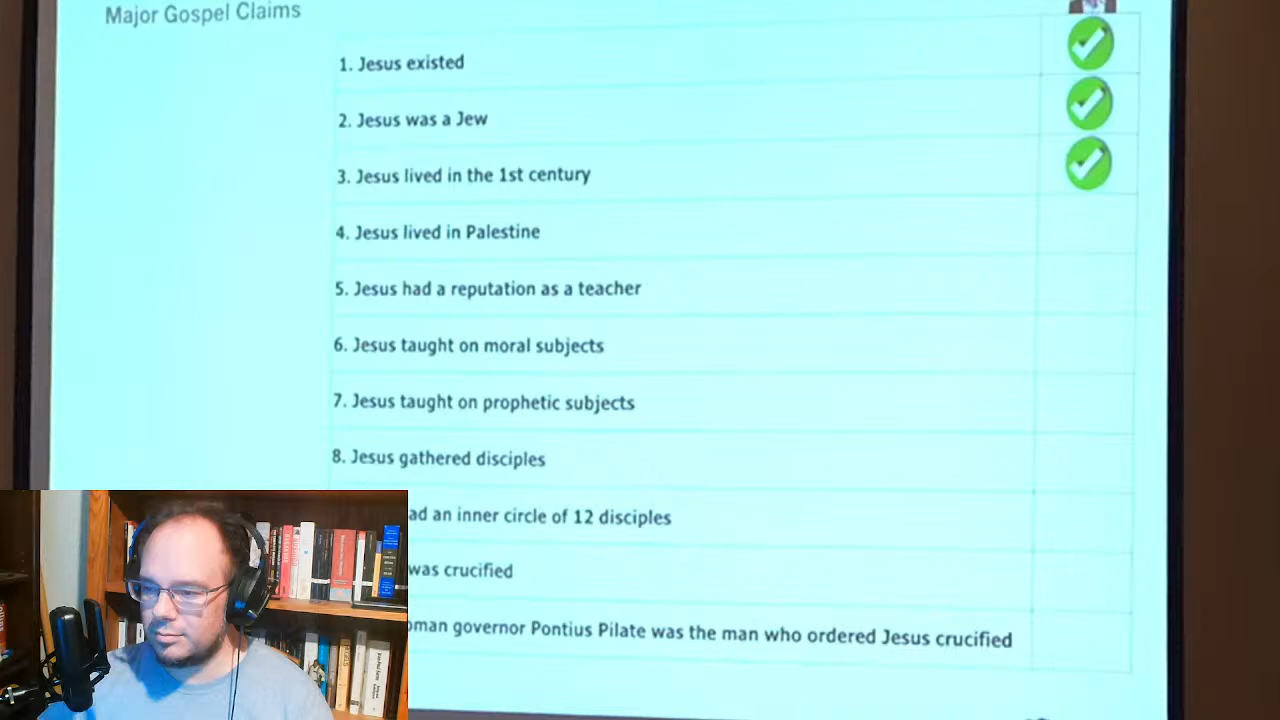 Major Gospel Claims
1. Jesus existed
2. Jesus was a Jew
3. Jesus lived in the 1st century
4. Jesus lived in Palestine
5. Jesus had a reputation as a teacher
6. Jesus taught on moral subjects
7. Jesus taught on prophetic subjects
8. Jesus gathered disciples
ad an inner circle of 12 disciples
was crucified
oman governor Pontius Pilate was the man who ordered Jesus crucified